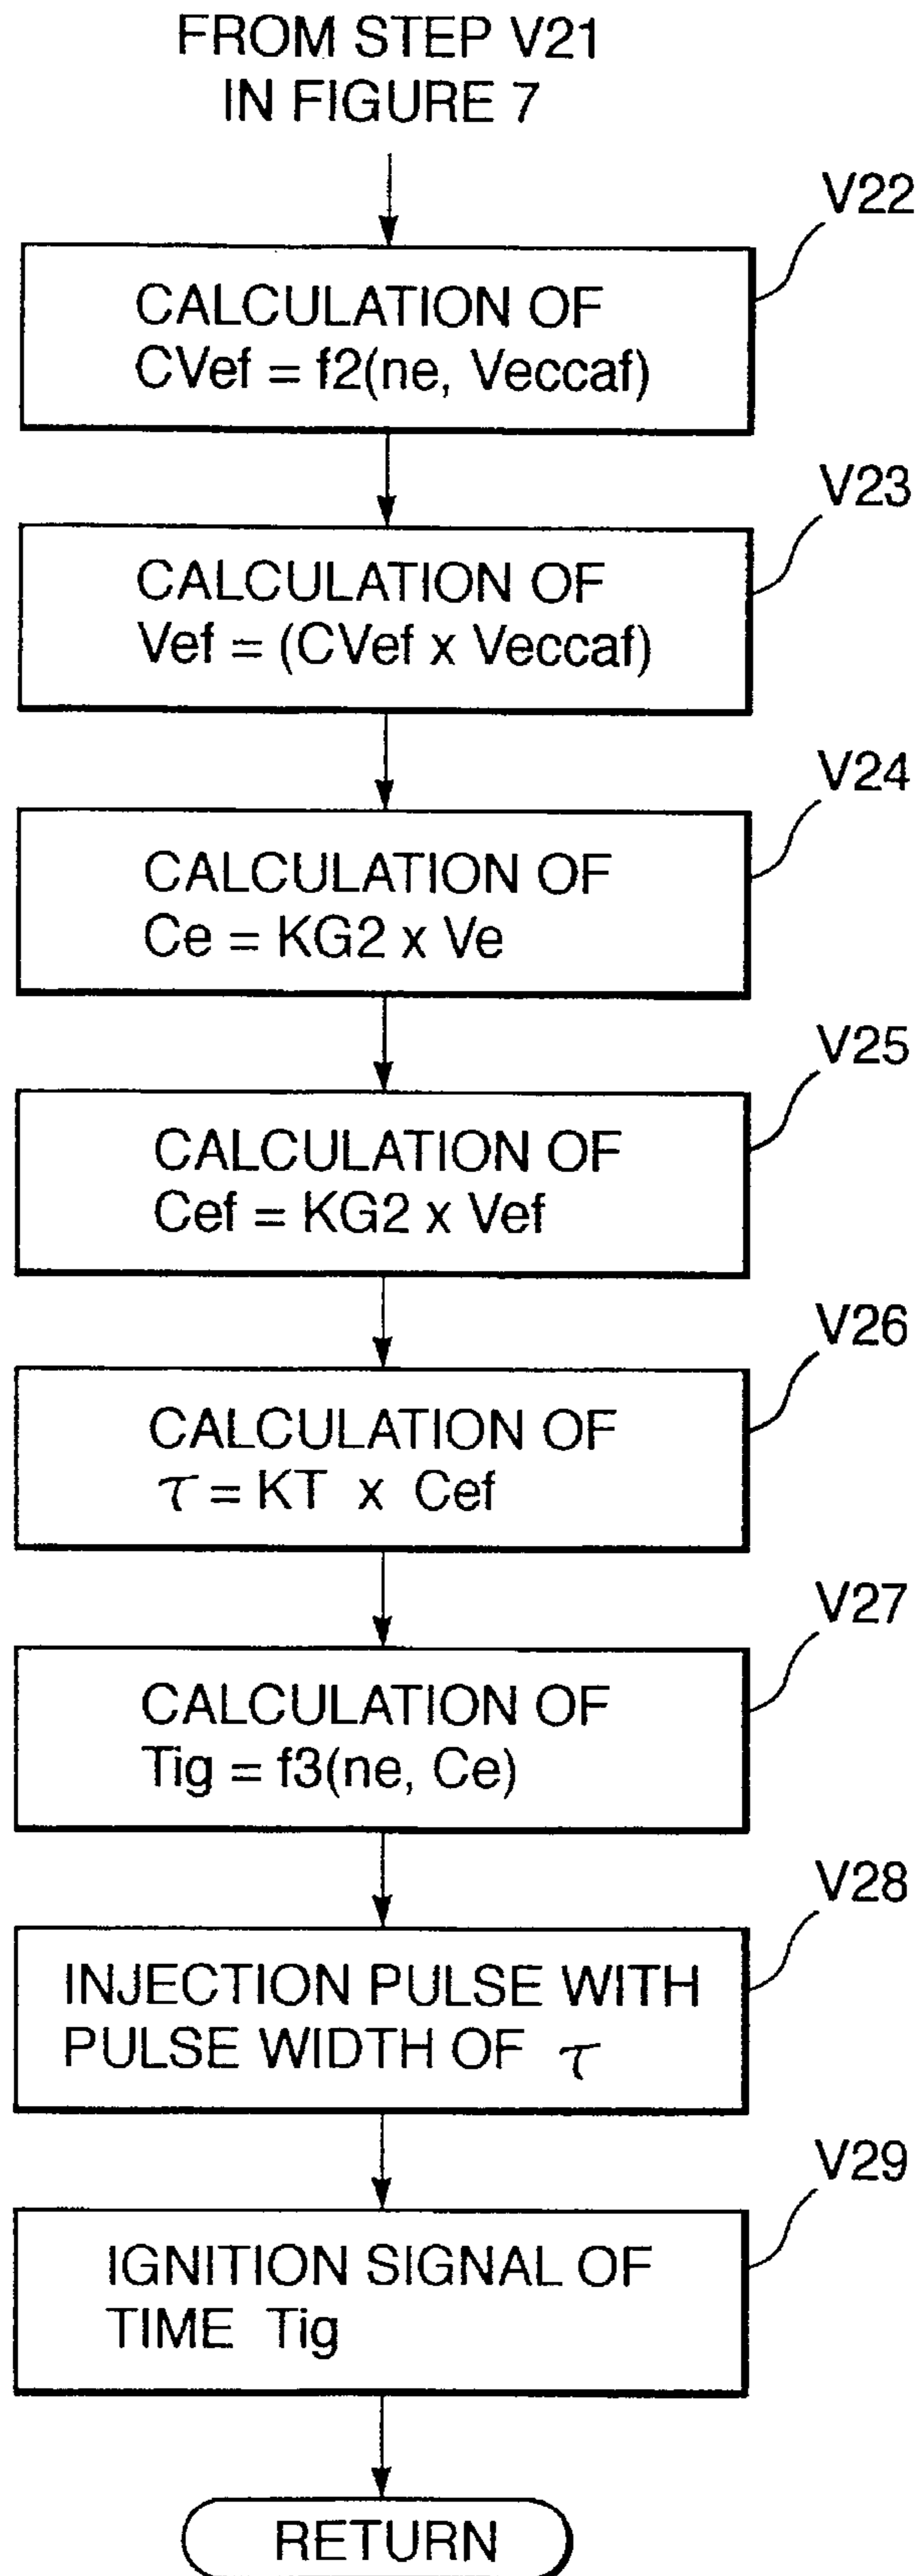 FROM STEP V21
IN FIGURE 7
V22
CALCULATION OF
CVef = f2(ne, Veccaf)
V23
CALCULATION OF
Vef = (CVef x Veccaf)
V24
CALCULATION OF
Ce = KG2 x Ve
V25
CALCULATION OF
Cef = KG2 x Vef
V26
CALCULATION OF
τ = KT x Cef
V27
CALCULATION OF
Tig = f3(ne, Ce)
V28
INJECTION PULSE WITH
PULSE WIDTH OF τ
V29
IGNITION SIGNAL OF
TIME Tig
RETURN